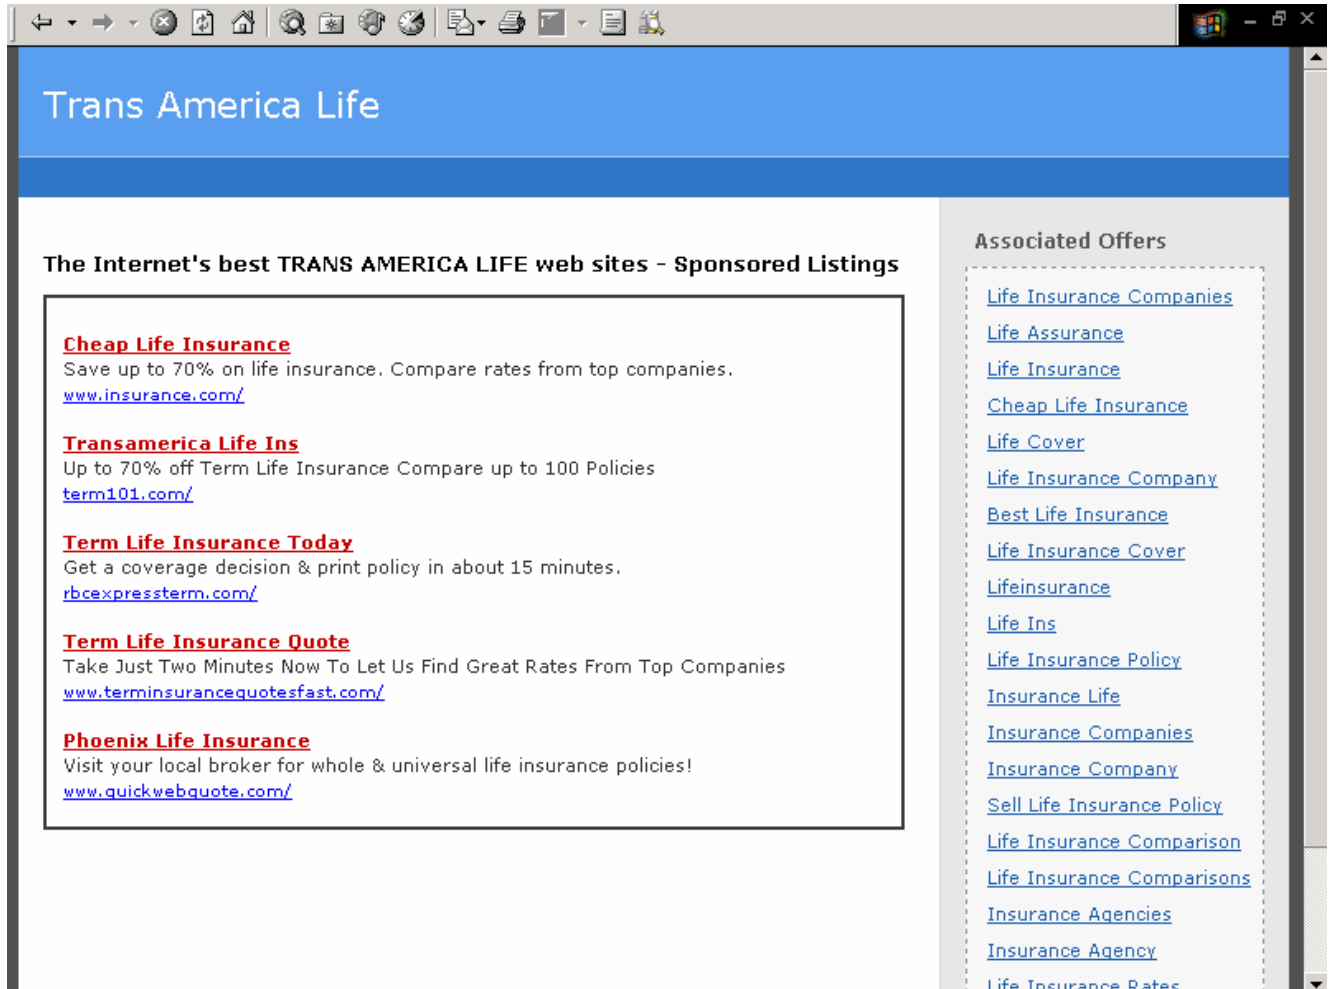 Trans America Life
The Internet's best TRANS AMERICA LIFE web sites - Sponsored Listings
Cheap Life Insurance
Save up to 70% on life insurance. Compare rates from top companies.
www.insurance.com/
Transamerica Life Ins
Up to 70% off Term Life Insurance Compare up to 100 Policies
term101.com/
Term Life Insurance Today
Get a coverage decision & print policy in about 15 minutes.
rbcexpressterm.com/
Term Life Insurance Quote
Take Just Two Minutes Now To Let Us Find Great Rates From Top Companies
www.terminsurancequotesfast.com/
Phoenix Life Insurance
Visit your local broker for whole & universal life insurance policies!
www.quickwebquote.com/
Associated Offers
Life Insurance Companies
Life Assurance
Life Insurance
Cheap Life Insurance
Life Cover
Life Insurance Company
Best Life Insurance
Life Insurance Cover
Lifeinsurance
Life Ins
Life Insurance Policy
Insurance Life
Insurance Companies
Insurance Company
Sell Life Insurance Policy
Life Insurance Comparison
Life Insurance Comparisons
Insurance Agencies
Insurance Agency
Life Insurance Rates